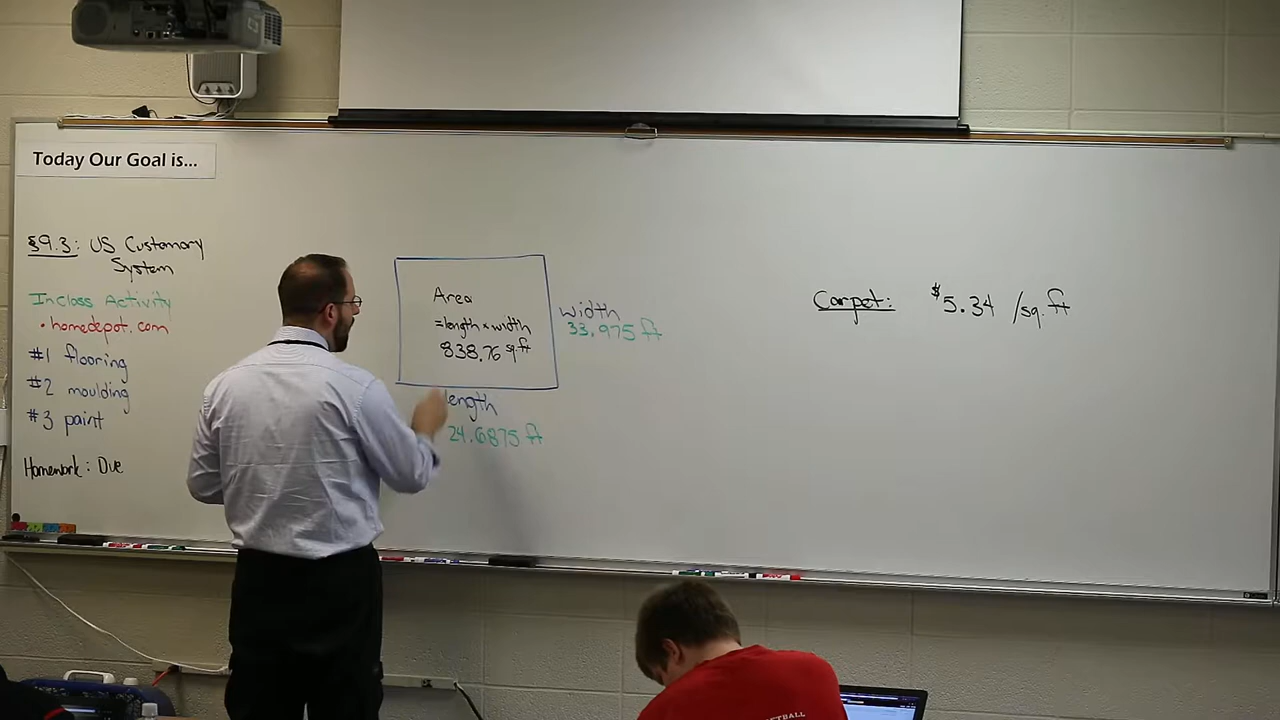 Today Our Goal is...
§9.3: US Customary
System
Inclass Activity
• homedepot.com
#1 flooring
#2 moulding
#3 paint
Homework: Due
Area
=length × width
838.76 sq ft
width
33.975 ft
length
24.6875 ft
Carpet: $5.34 /sq. ft